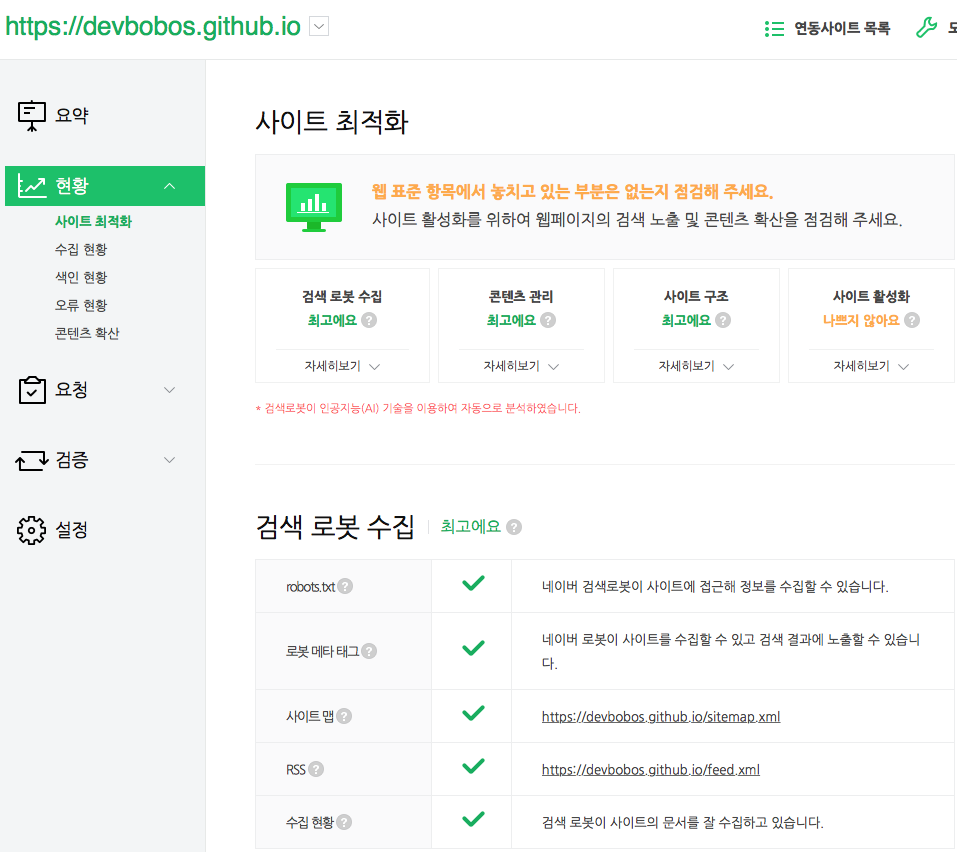 https://devbobos.github.io
연동사이트 목록
요약
현황
사이트 최적화
수집 현황
색인 현황
오류 현황
콘텐츠 확산
요청
검증
설정
사이트 최적화
웹 표준 항목에서 놓치고 있는 부분은 없는지 점검해 주세요.
사이트 활성화를 위하여 웹페이지의 검색 노출 및 콘텐츠 확산을 점검해 주세요.
검색 로봇 수집 콘텐츠 관리 사이트 구조 사이트 활성화
최고에요 ? 최고에요 ? 최고에요 ? 나쁘지 않아요 ?
자세히보기 자세히보기 자세히보기 자세히보기
* 검색로봇이 인공지능(AI) 기술을 이용하여 자동으로 분석하였습니다.
검색 로봇 수집 | 최고에요 ?
robots.txt ? 네이버 검색로봇이 사이트에 접근해 정보를 수집할 수 있습니다.
로봇 메타 태그 ? 네이버 로봇이 사이트를 수집할 수 있고 검색 결과에 노출할 수 있습니
다.
사이트 맵 ? https://devbobos.github.io/sitemap.xml
RSS ? https://devbobos.github.io/feed.xml
수집 현황 ? 검색 로봇이 사이트의 문서를 잘 수집하고 있습니다.